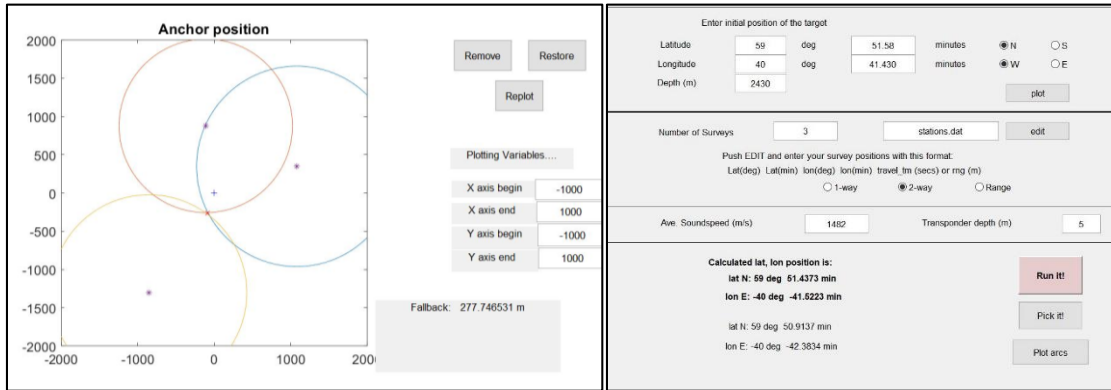 Anchor position
2000
1500
1000
500
0
-500
-1000
-1500
-2000
-2000 -1000 0 1000 200
Remove Restore
Replot
Plotting Variables....
X axis begin -1000
X axis end 1000
Y axis begin -1000
Y axis end 1000
Fallback: 277.746531 m
Enter initial position of the target
Latitude 59 deg 51.58 minutes N S
Longitude 40 deg 41.430 minutes W E
Depth (m) 2430
plot
Number of Surveys 3 stations.dat edit
Push EDIT and enter your survey positions with this format:
Lat(deg) Lat(min) lon(deg) lon(min) travel_tm (secs) or rng (m)
1-way 2-way Range
Ave. Soundspeed (m/s) 1482 Transponder depth (m) 5
Calculated lat, lon position is:
lat N: 59 deg 51.4373 min
lon E: -40 deg -41.5223 min
lat N: 59 deg 50.9137 min
lon E: -40 deg -42.3834 min
Run It!
Pick it!
Plot arcs